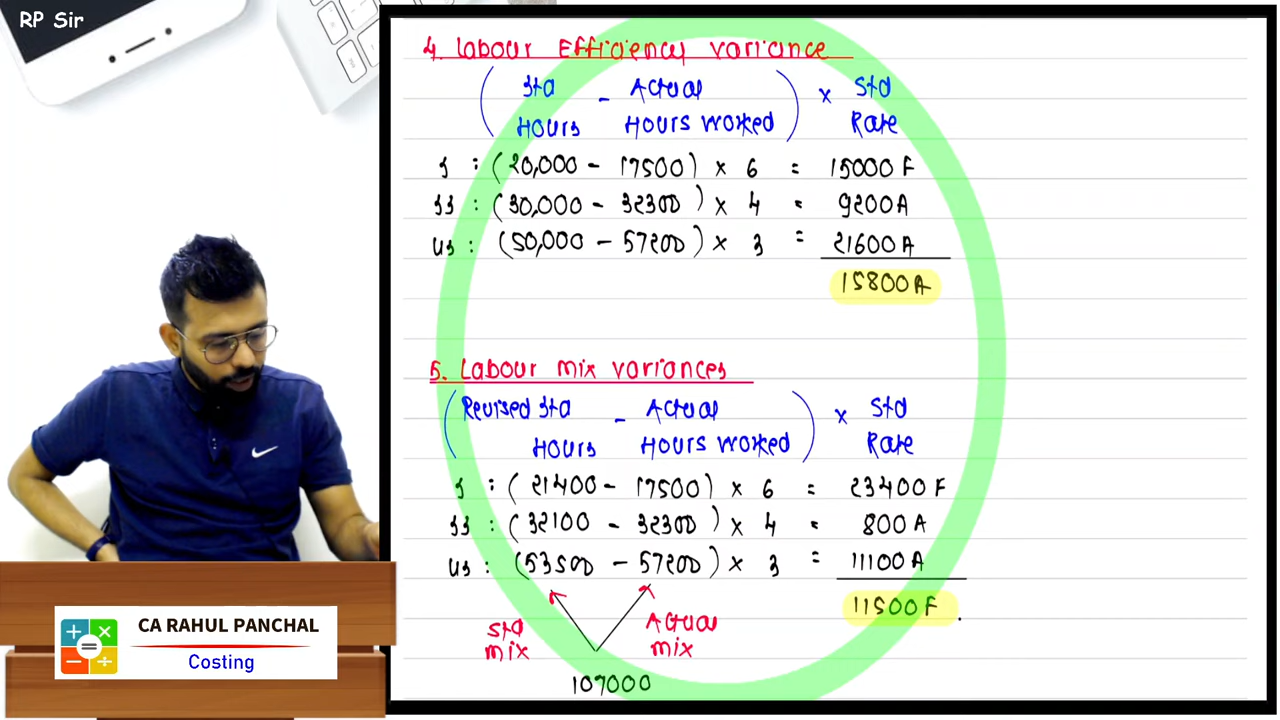 RP Sir
4. Labour Efficiency variance
( Std Hours - Actual Hours worked ) × Std Rate
S : (20,000 - 17500) × 6 = 15000 F
SS : (30,000 - 32300) × 4 = 9200 A
US : (50,000 - 57200) × 3 = 21600 A
15800 A
5. Labour mix variances
( Revised Std Hours - Actual Hours worked ) × Std Rate
S : (21400 - 17500) × 6 = 23400 F
SS : (32100 - 32300) × 4 = 800 A
US : (53500 - 57200) × 3 = 11100 A
11500 F
Std mix
Actual mix
107000
CA RAHUL PANCHAL
Costing